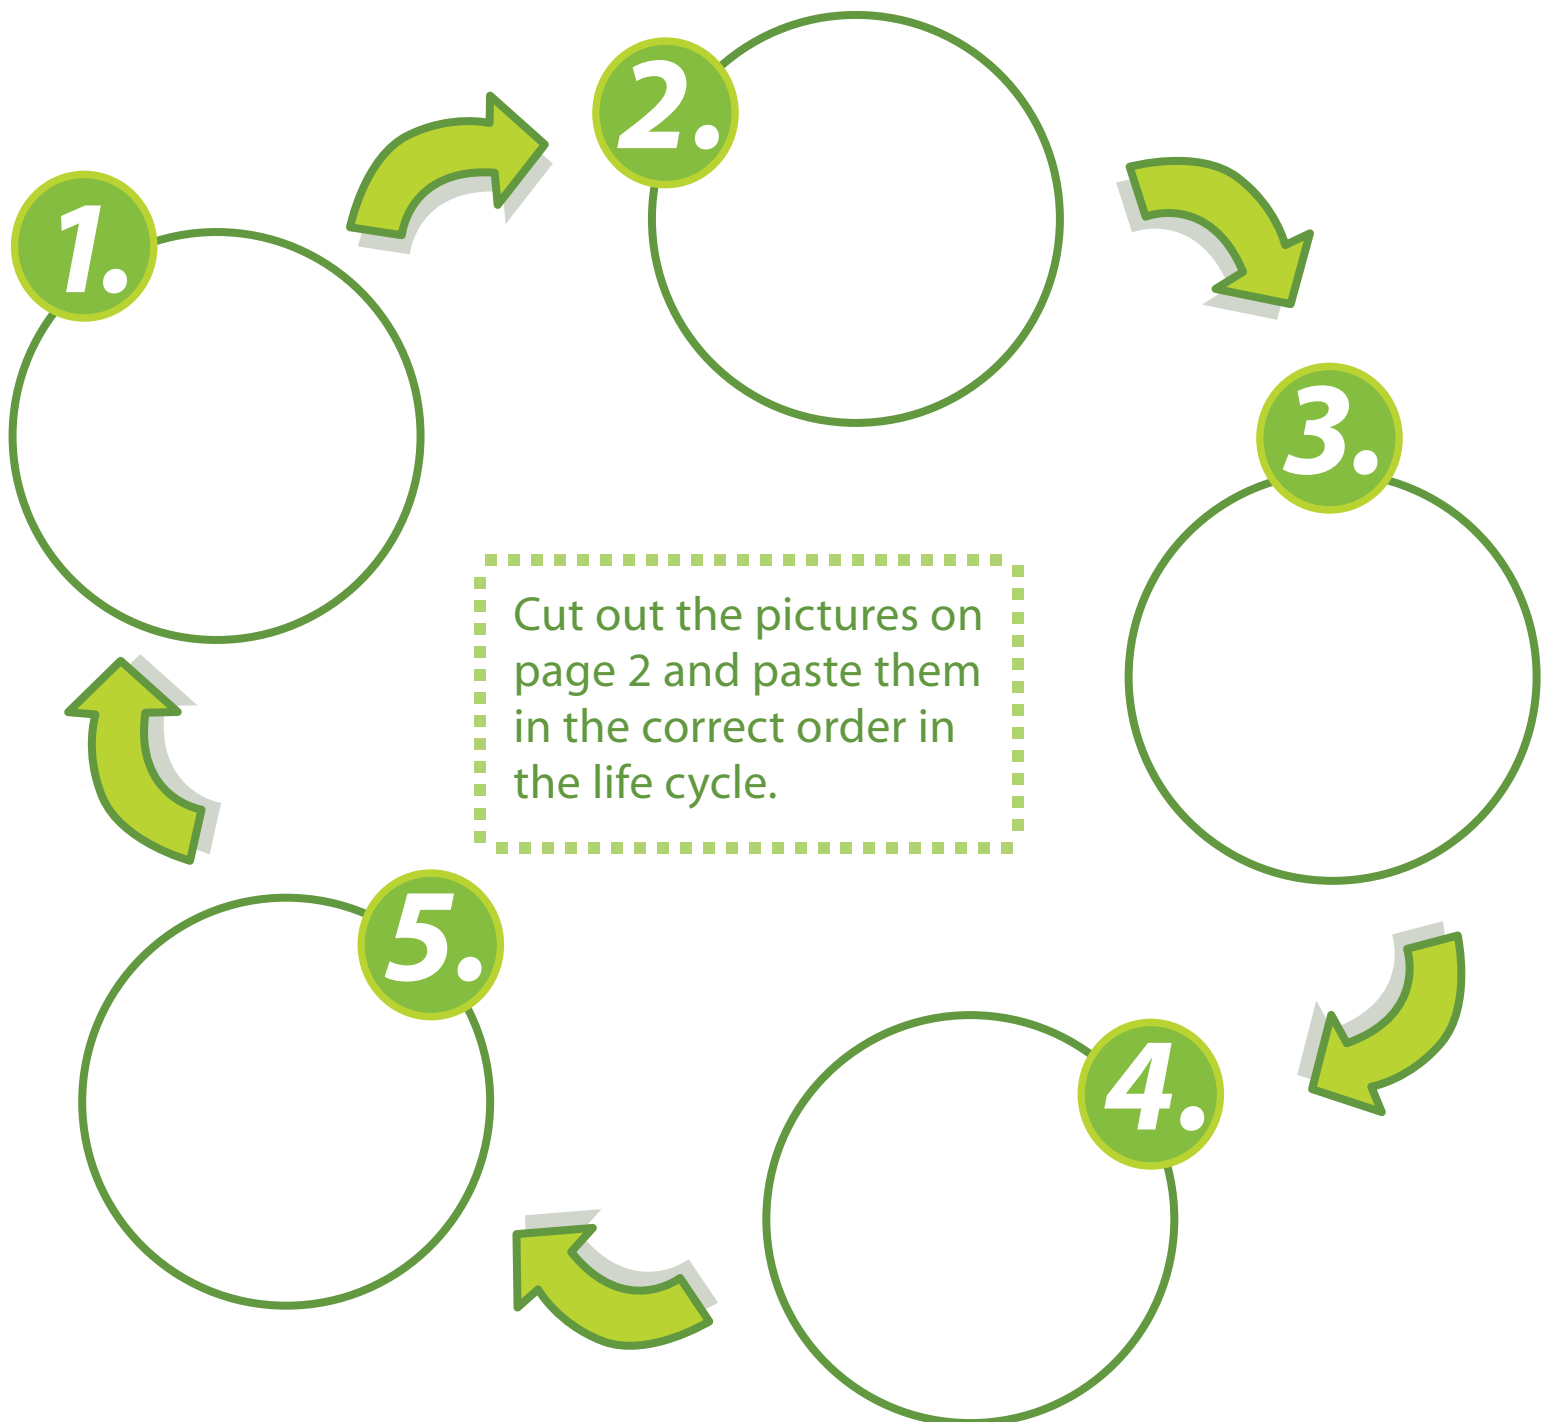 1.
2.
3.
Cut out the pictures on
page 2 and paste them
in the correct order in
the life cycle.
5.
4.